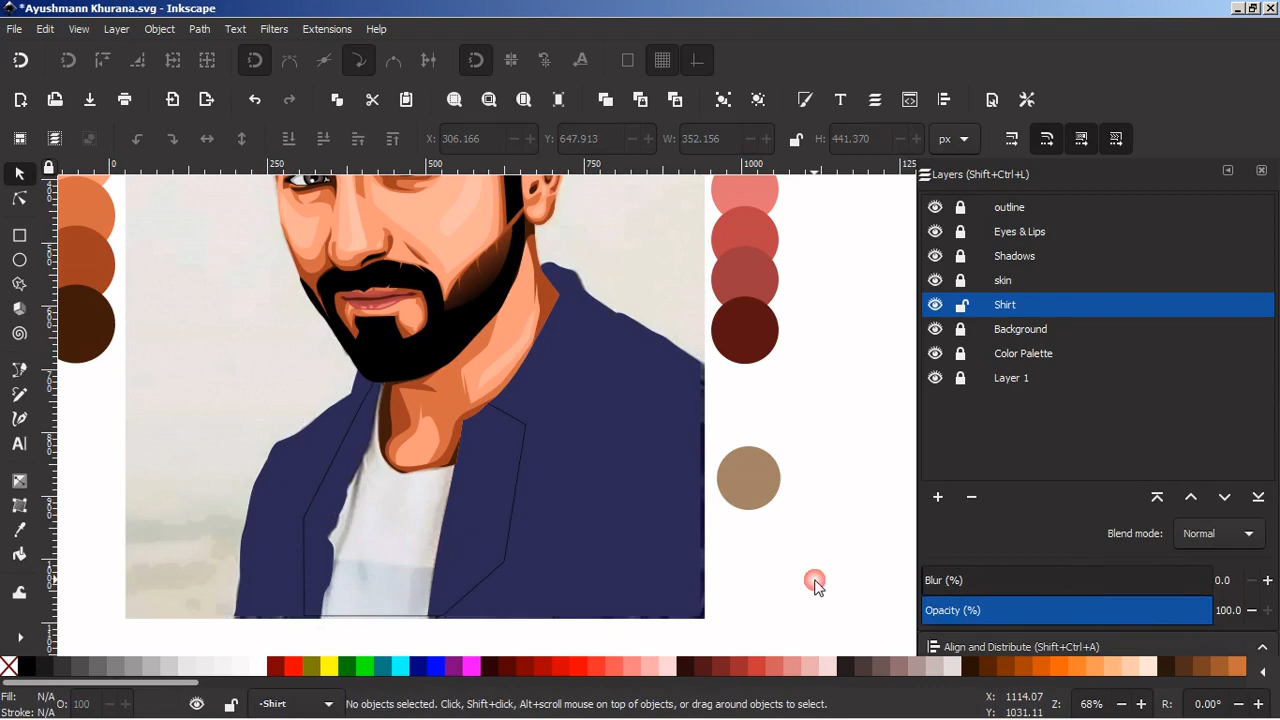 *Ayushmann Khurana.svg - Inkscape
File Edit View Layer Object Path Text Filters Extensions Help
X: 306.166 Y: 647.913 W: 352.156 H: 441.370 px
0 250 500 750 1000 125
Layers (Shift+Ctrl+L)
outline
Eyes & Lips
Shadows
skin
Shirt
Background
Color Palette
Layer 1
Blend mode: Normal
Blur (%) 0.0
Opacity (%) 100.0
Align and Distribute (Shift+Ctrl+A)
Fill: N/A
Stroke: N/A
O: 100
-Shirt
No objects selected. Click, Shift+click, Alt+scroll mouse on top of objects, or drag around objects to select.
X: 1114.07
Y: 1031.11
Z: 68%
R: 0.00°